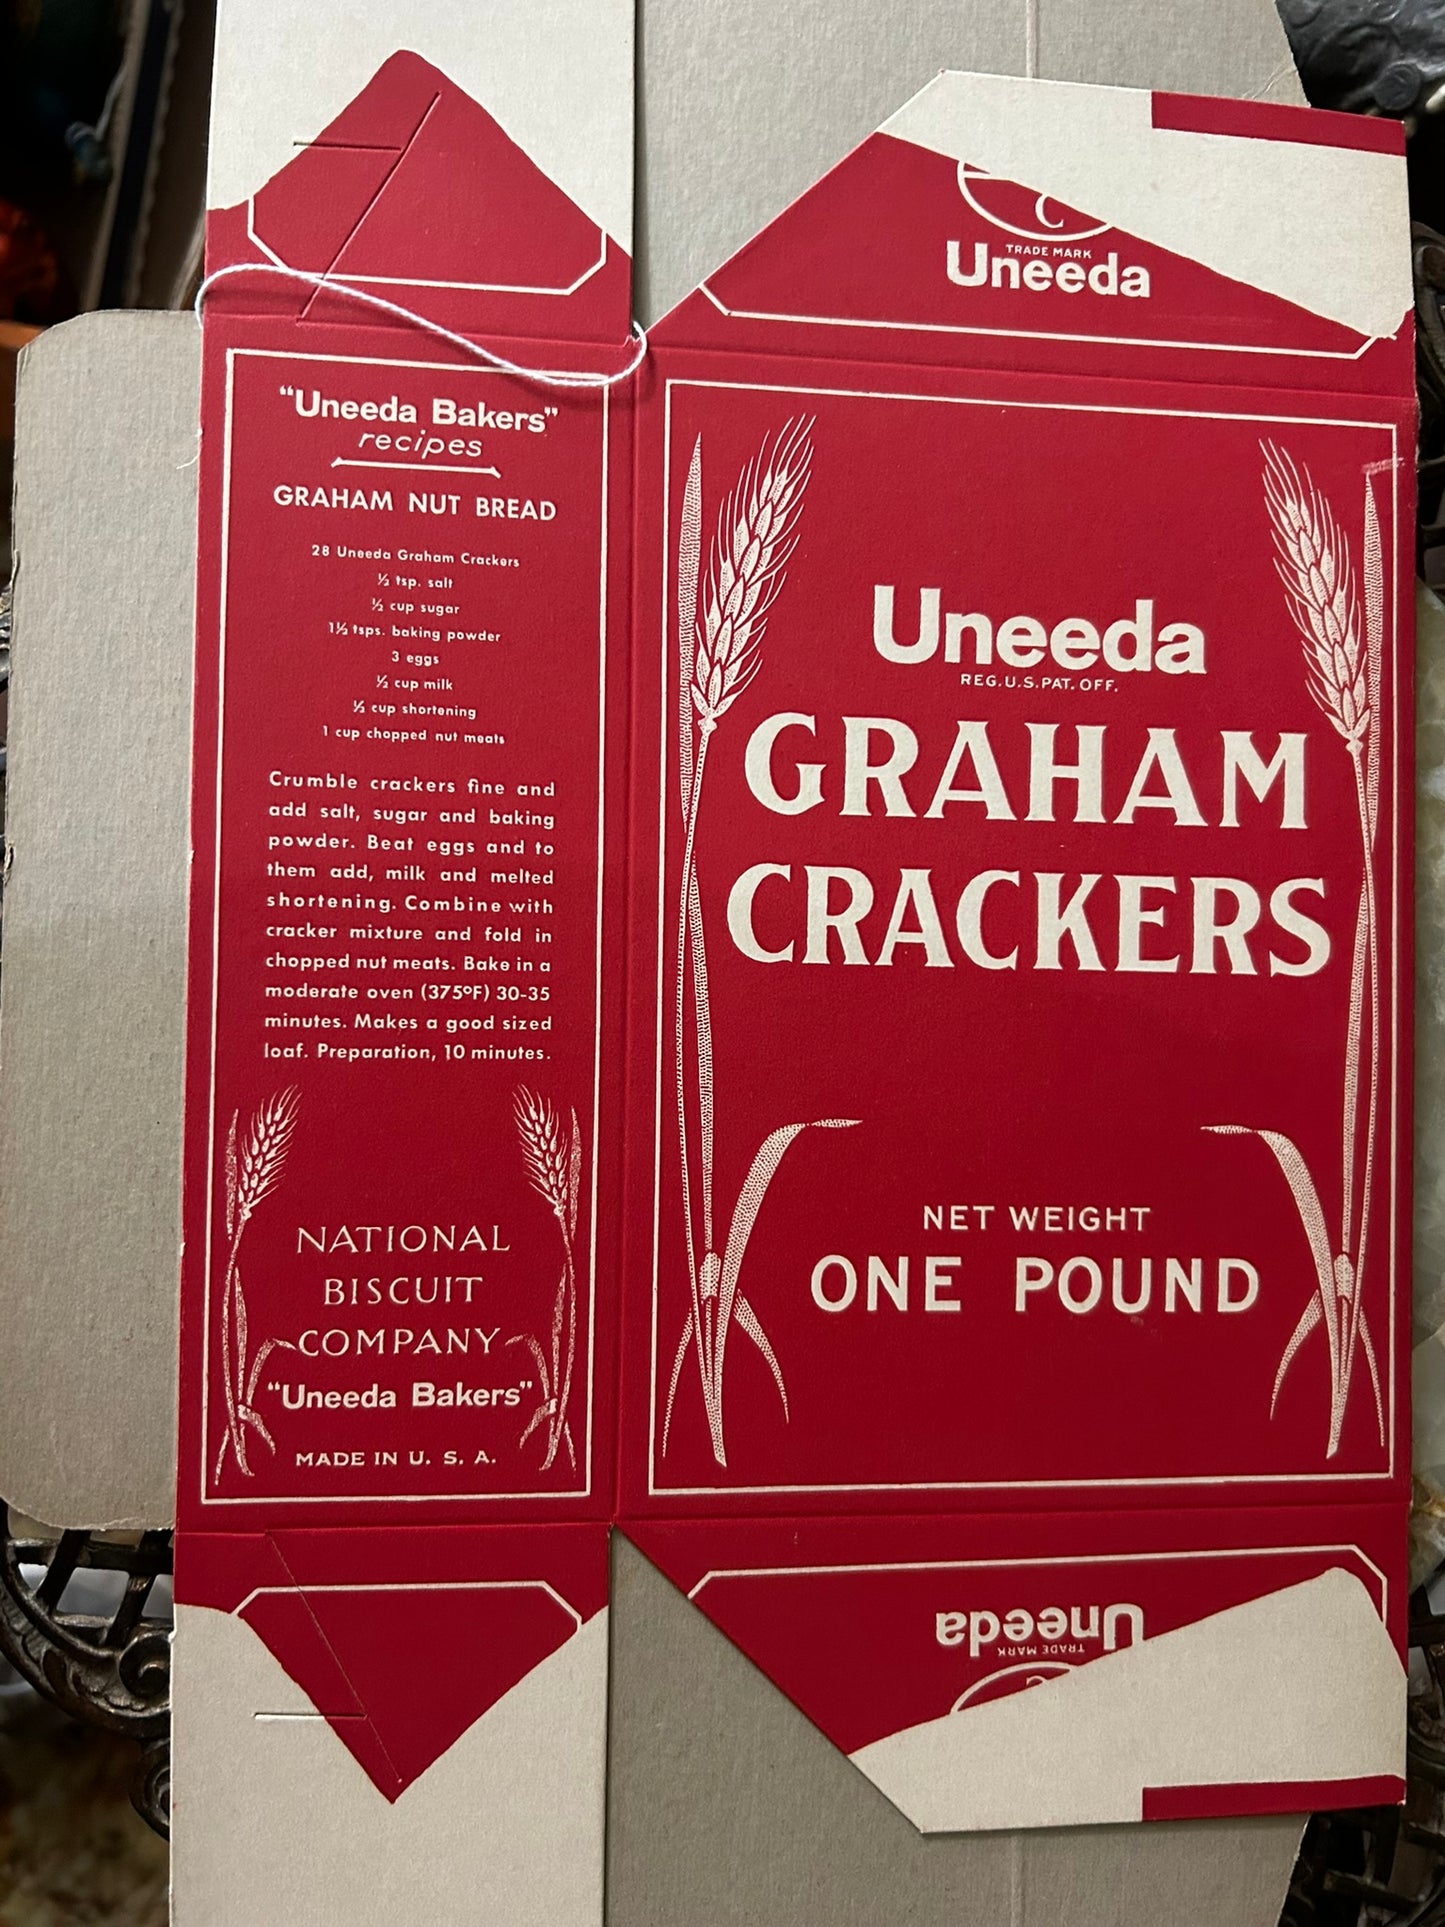 "Uneeda Bakers"
recipes
GRAHAM NUT BREAD
28 Uneeda Graham Crackers
½ tsp. salt
½ cup sugar
1½ tsps. baking powder
3 eggs
½ cup milk
½ cup shortening
1 cup chopped nut meats
Crumble crackers fine and
add salt, sugar and baking
powder. Beat eggs and to
them add, milk and melted
shortening. Combine with
cracker mixture and fold in
chopped nut meats. Bake in a
moderate oven (375°F) 30-35
minutes. Makes a good sized
loaf. Preparation, 10 minutes.
NATIONAL
BISCUIT
COMPANY
"Uneeda Bakers"
MADE IN U. S. A.
C
TRADE MARK
Uneeda
Uneeda
REG.U.S.PAT.OFF.
GRAHAM
CRACKERS
NET WEIGHT
ONE POUND
Uneeda
TRADE MARK